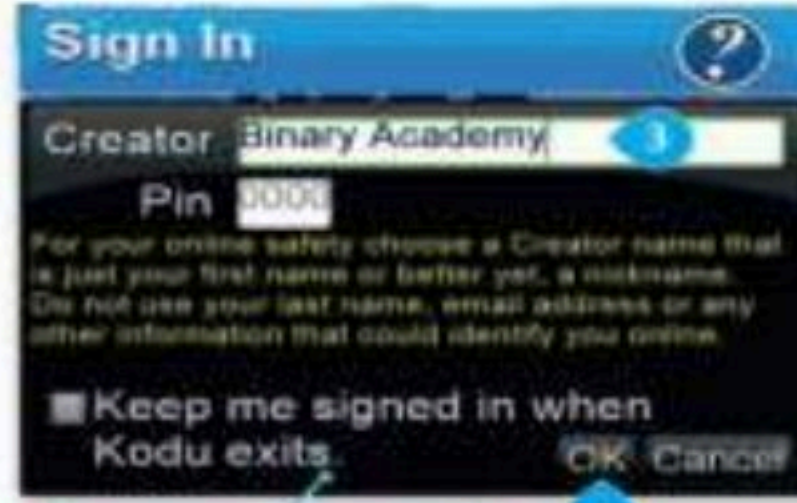 Sign In
?
Creator Binary Academy 3
Pin 0000
For your online safety choose a Creator name that
is just your first name or better yet, a nickname.
Do not use your last name, email address or any
other information that could identify you online.
Keep me signed in when
Kodu exits.
OK Cancel